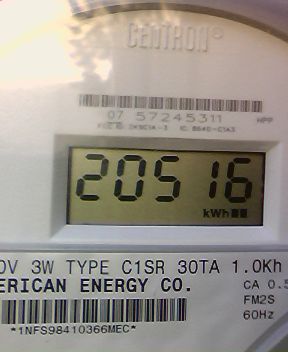 CENTRON®
07 57245311 HPP
20516
kWh
0V 3W TYPE C1SR 30TA 1.0Kh
ERICAN ENERGY CO. CA 0.5
FM2S
*1NFS98410366MEC* 60Hz